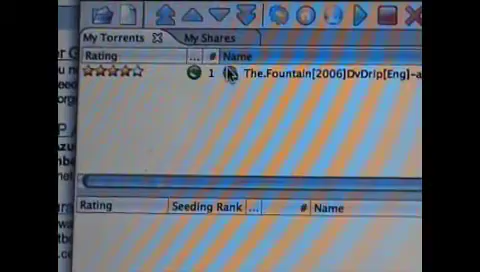 My Torrents
My Shares
Rating ... # Name
1 The.Fountain[2006]DvDrip[Eng]-a
Rating Seeding Rank ... # Name